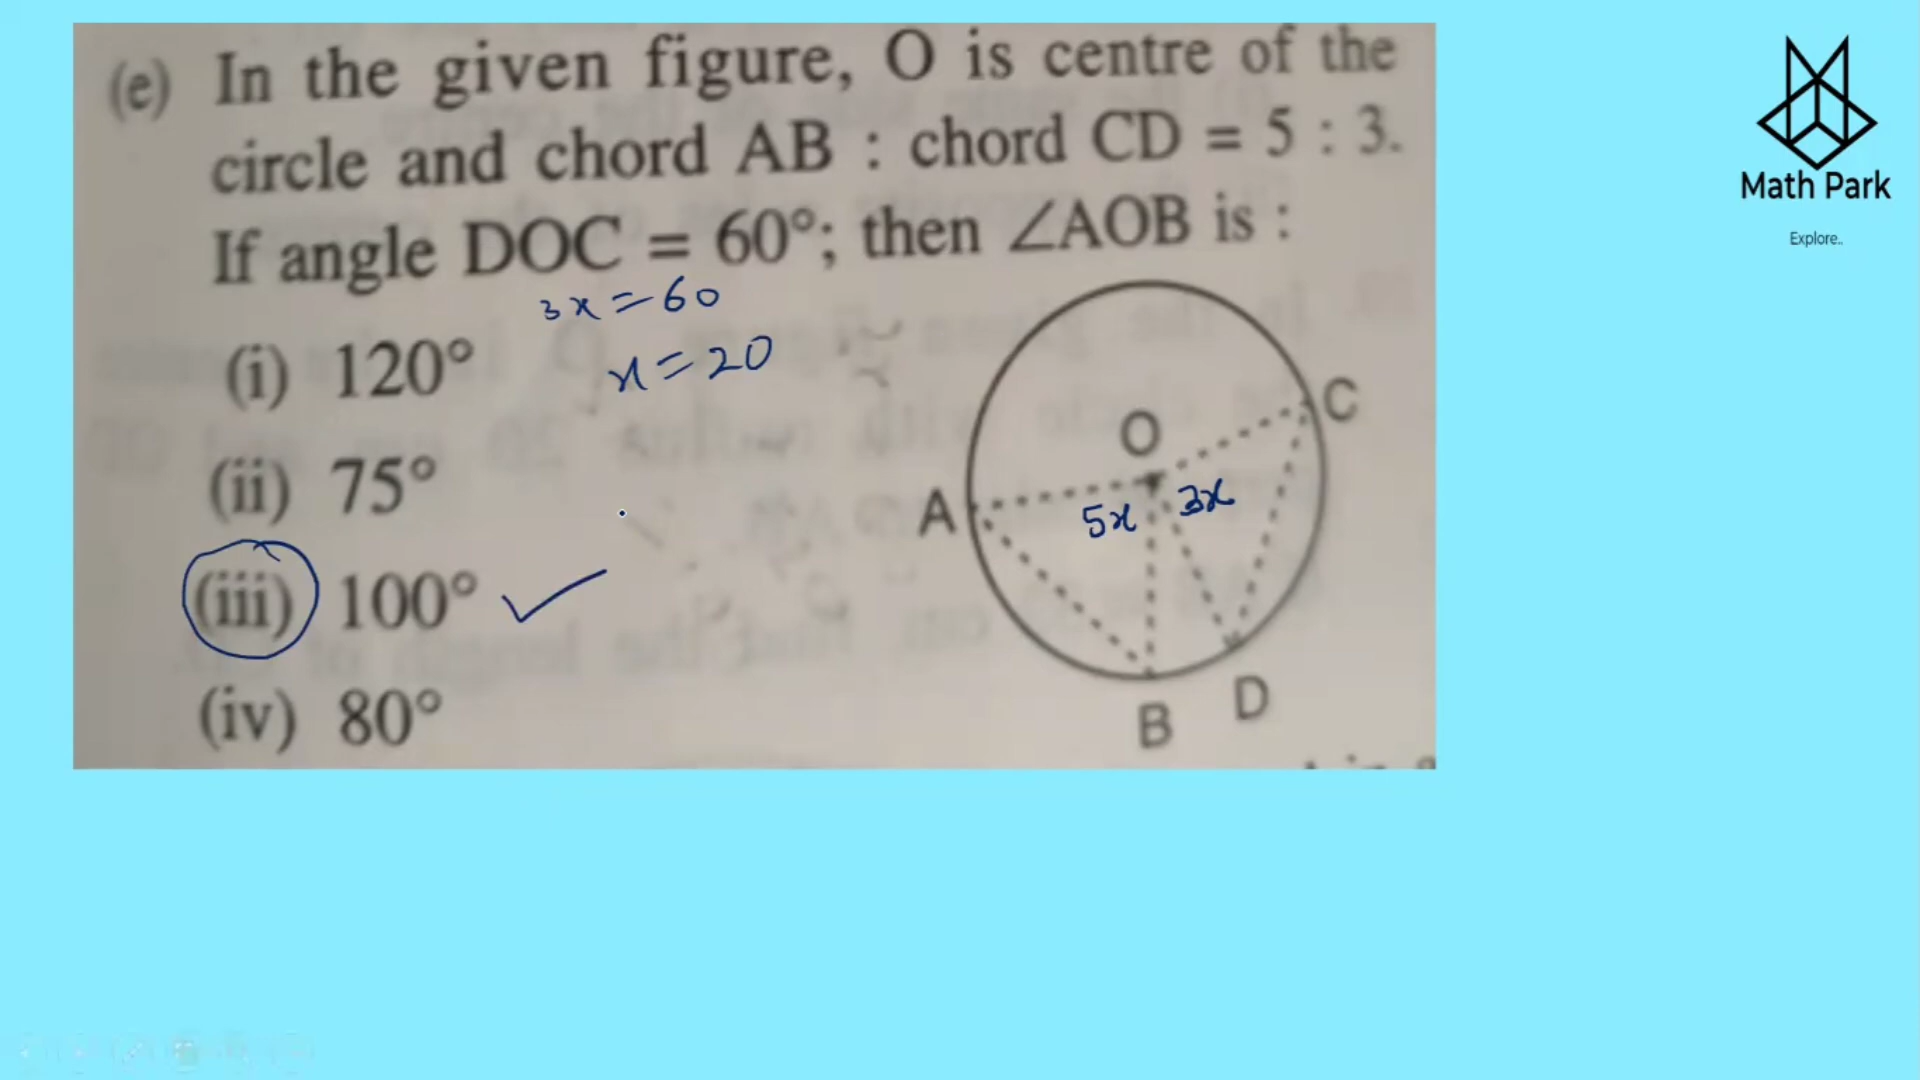 (e) In the given figure, O is centre of the
circle and chord AB : chord CD = 5 : 3.
If angle DOC = 60°; then ∠AOB is :
3x = 60
(i) 120°
x = 20
(ii) 75°
(iii) 100°
(iv) 80°
C
O
A
5x 3x
B D
Math Park
Explore..